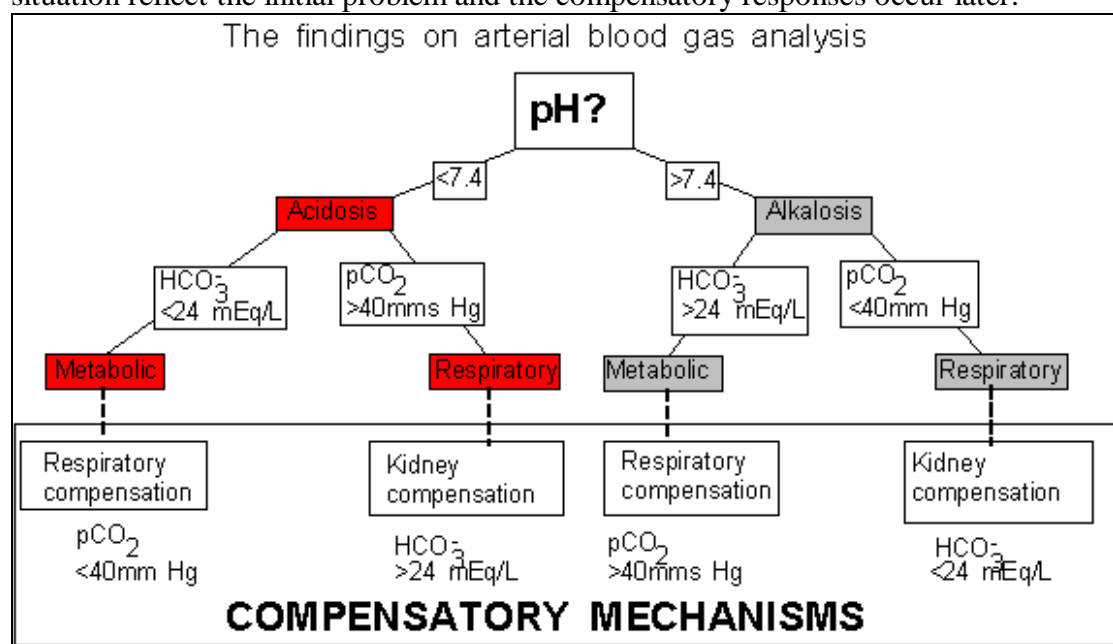 situation reflect the initial problem and the compensatory responses occur later.
The findings on arterial blood gas analysis
pH?
<7.4
>7.4
Acidosis
Alkalosis
HCO3-
<24 mEq/L
pCO2
>40mms Hg
HCO3-
>24 mEq/L
pCO2
<40mm Hg
Metabolic
Respiratory
Metabolic
Respiratory
Respiratory
compensation
Kidney
compensation
Respiratory
compensation
Kidney
compensation
pCO2
<40mm Hg
HCO3-
>24 mEq/L
pCO2
>40mms Hg
HCO3-
<24 mEq/L
COMPENSATORY MECHANISMS